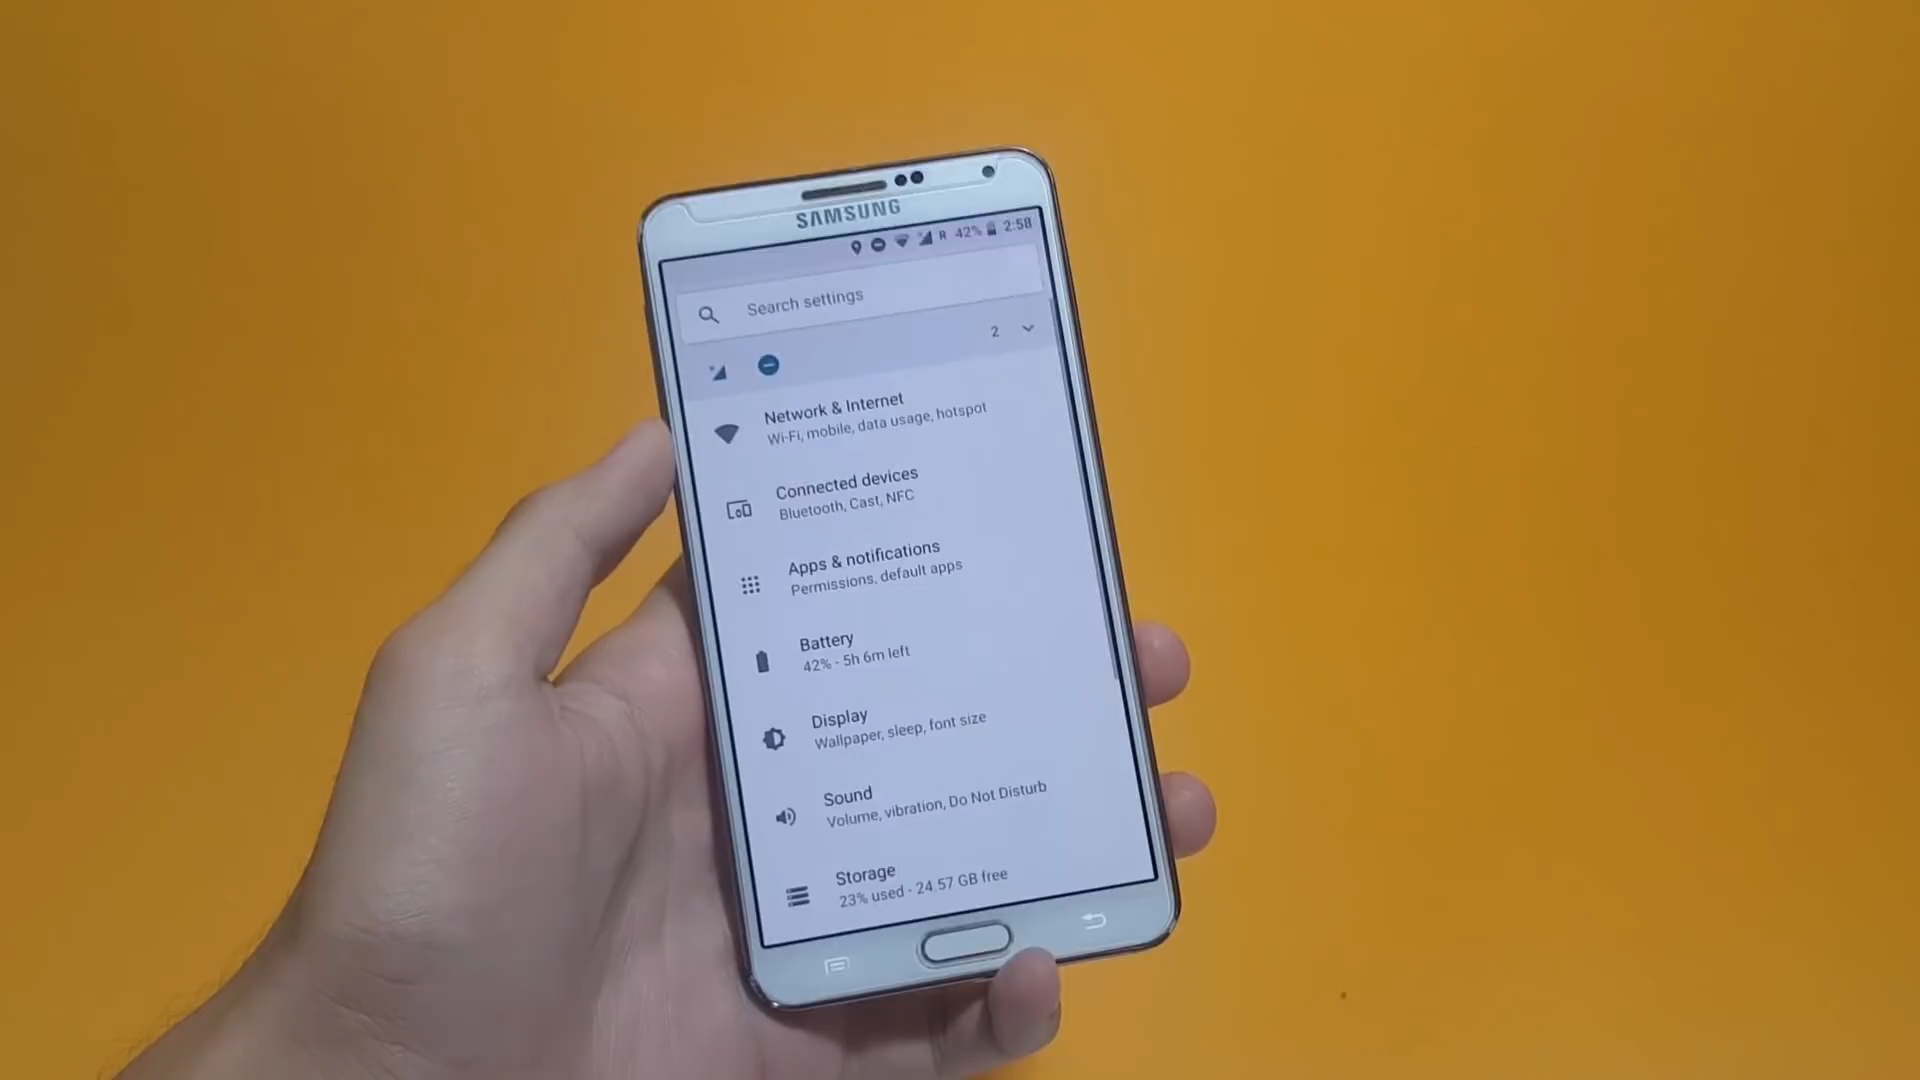 SAMSUNG
R 42% 2:58
Search settings
2
Network & Internet
Wi-Fi, mobile, data usage, hotspot
Connected devices
Bluetooth, Cast, NFC
Apps & notifications
Permissions, default apps
Battery
42% - 5h 6m left
Display
Wallpaper, sleep, font size
Sound
Volume, vibration, Do Not Disturb
Storage
23% used - 24.57 GB free